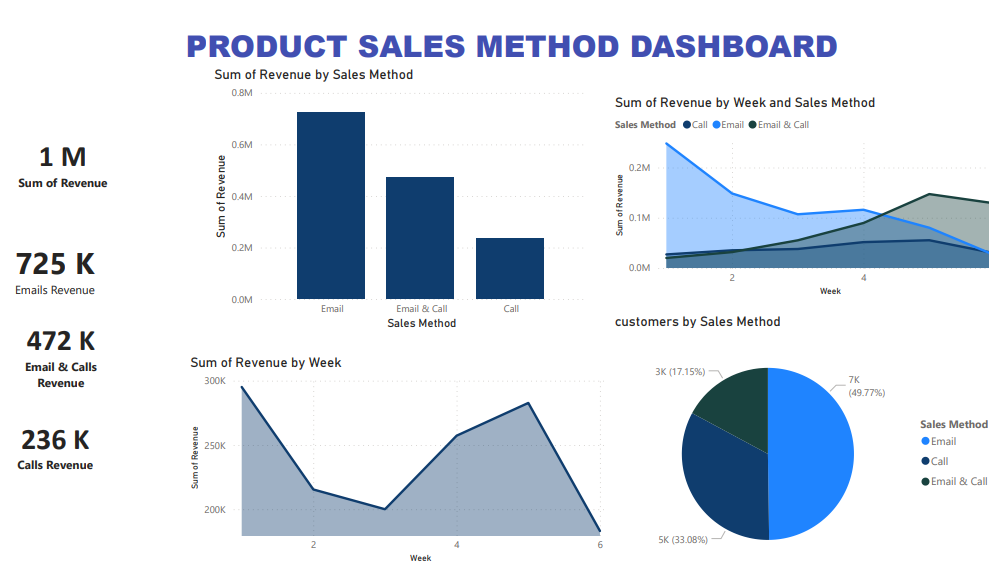 PRODUCT SALES METHOD DASHBOARD
1 M
Sum of Revenue
725 K
Emails Revenue
472 K
Email & Calls
Revenue
236 K
Calls Revenue
Sum of Revenue by Sales Method
0.8M
0.6M
0.4M
0.2M
0.0M
Sum of Revenue
Email
Email & Call
Call
Sales Method
Sum of Revenue by Week and Sales Method
Sales Method Call Email Email & Call
0.2M
0.1M
0.0M
Sum of Revenue
2
4
Week
Sum of Revenue by Week
300K
250K
200K
Sum of Revenue
2
4
6
Week
customers by Sales Method
3K (17.15%)
7K
(49.77%)
5K (33.08%)
Sales Method
Email
Call
Email & Call